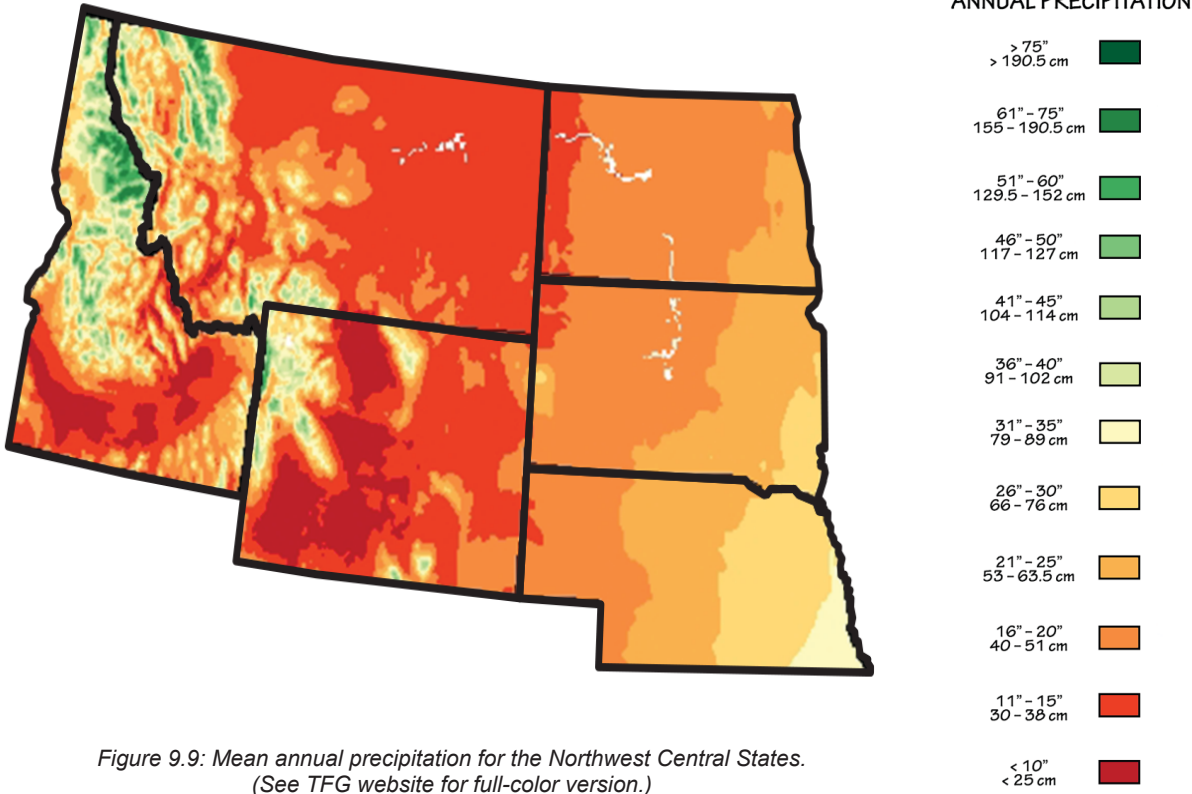 ANNUAL PRECIPITATION
> 75”
> 190.5 cm
61” – 75”
155 – 190.5 cm
51” – 60”
129.5 – 152 cm
46” – 50”
117 – 127 cm
41” – 45”
104 – 114 cm
36” – 40”
91 – 102 cm
31” – 35”
79 – 89 cm
26” – 30”
66 – 76 cm
21” – 25”
53 – 63.5 cm
16” – 20”
40 – 51 cm
11” – 15”
30 – 38 cm
< 10”
< 25 cm
Figure 9.9: Mean annual precipitation for the Northwest Central States.
(See TFG website for full-color version.)